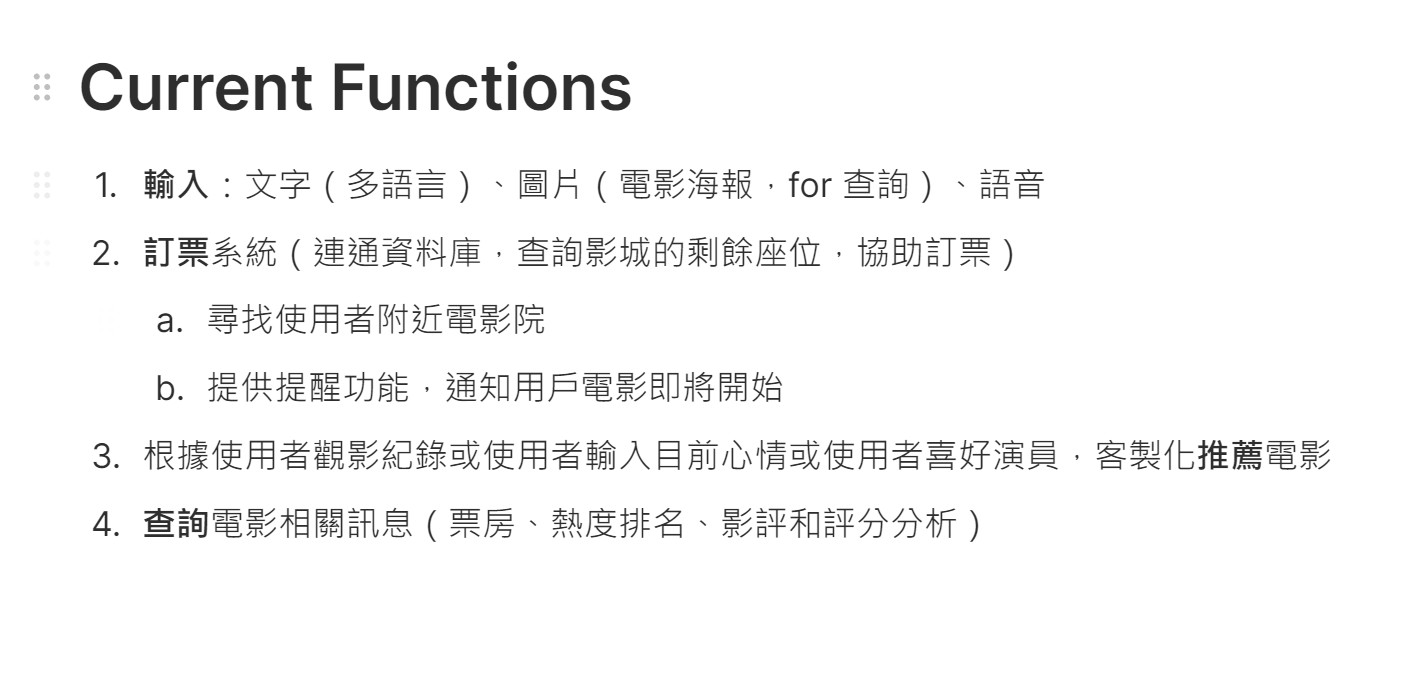 Current Functions
1. 輸入：文字（多語言）、圖片（電影海報，for 查詢）、語音
2. 訂票系統（連通資料庫，查詢影城的剩餘座位，協助訂票）
a. 尋找使用者附近電影院
b. 提供提醒功能，通知用戶電影即將開始
3. 根據使用者觀影紀錄或使用者輸入目前心情或使用者喜好演員，客製化推薦電影
4. 查詢電影相關訊息（票房、熱度排名、影評和評分分析）